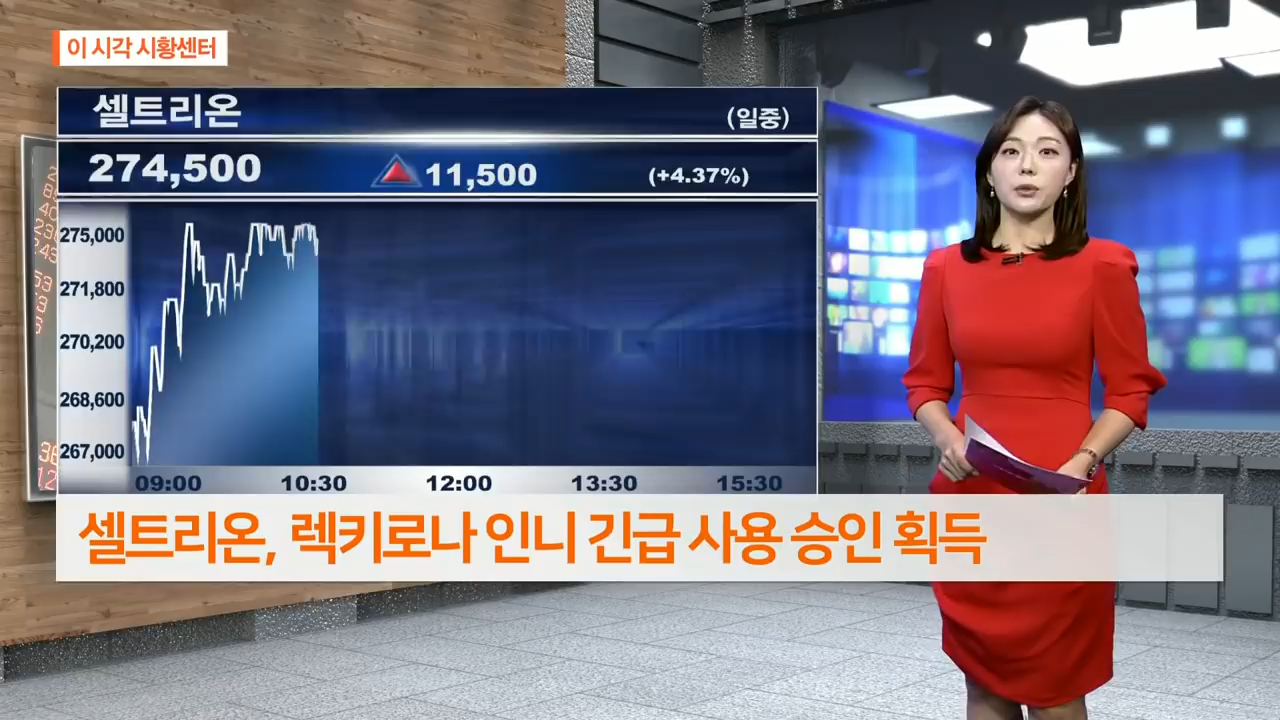 이 시각 시황센터
셀트리온
(일중)
274,500 ▲ 11,500 (+4.37%)
275,000
271,800
270,200
268,600
267,000
09:00 10:30 12:00 13:30 15:30
셀트리온, 렉키로나 인니 긴급 사용 승인 획득